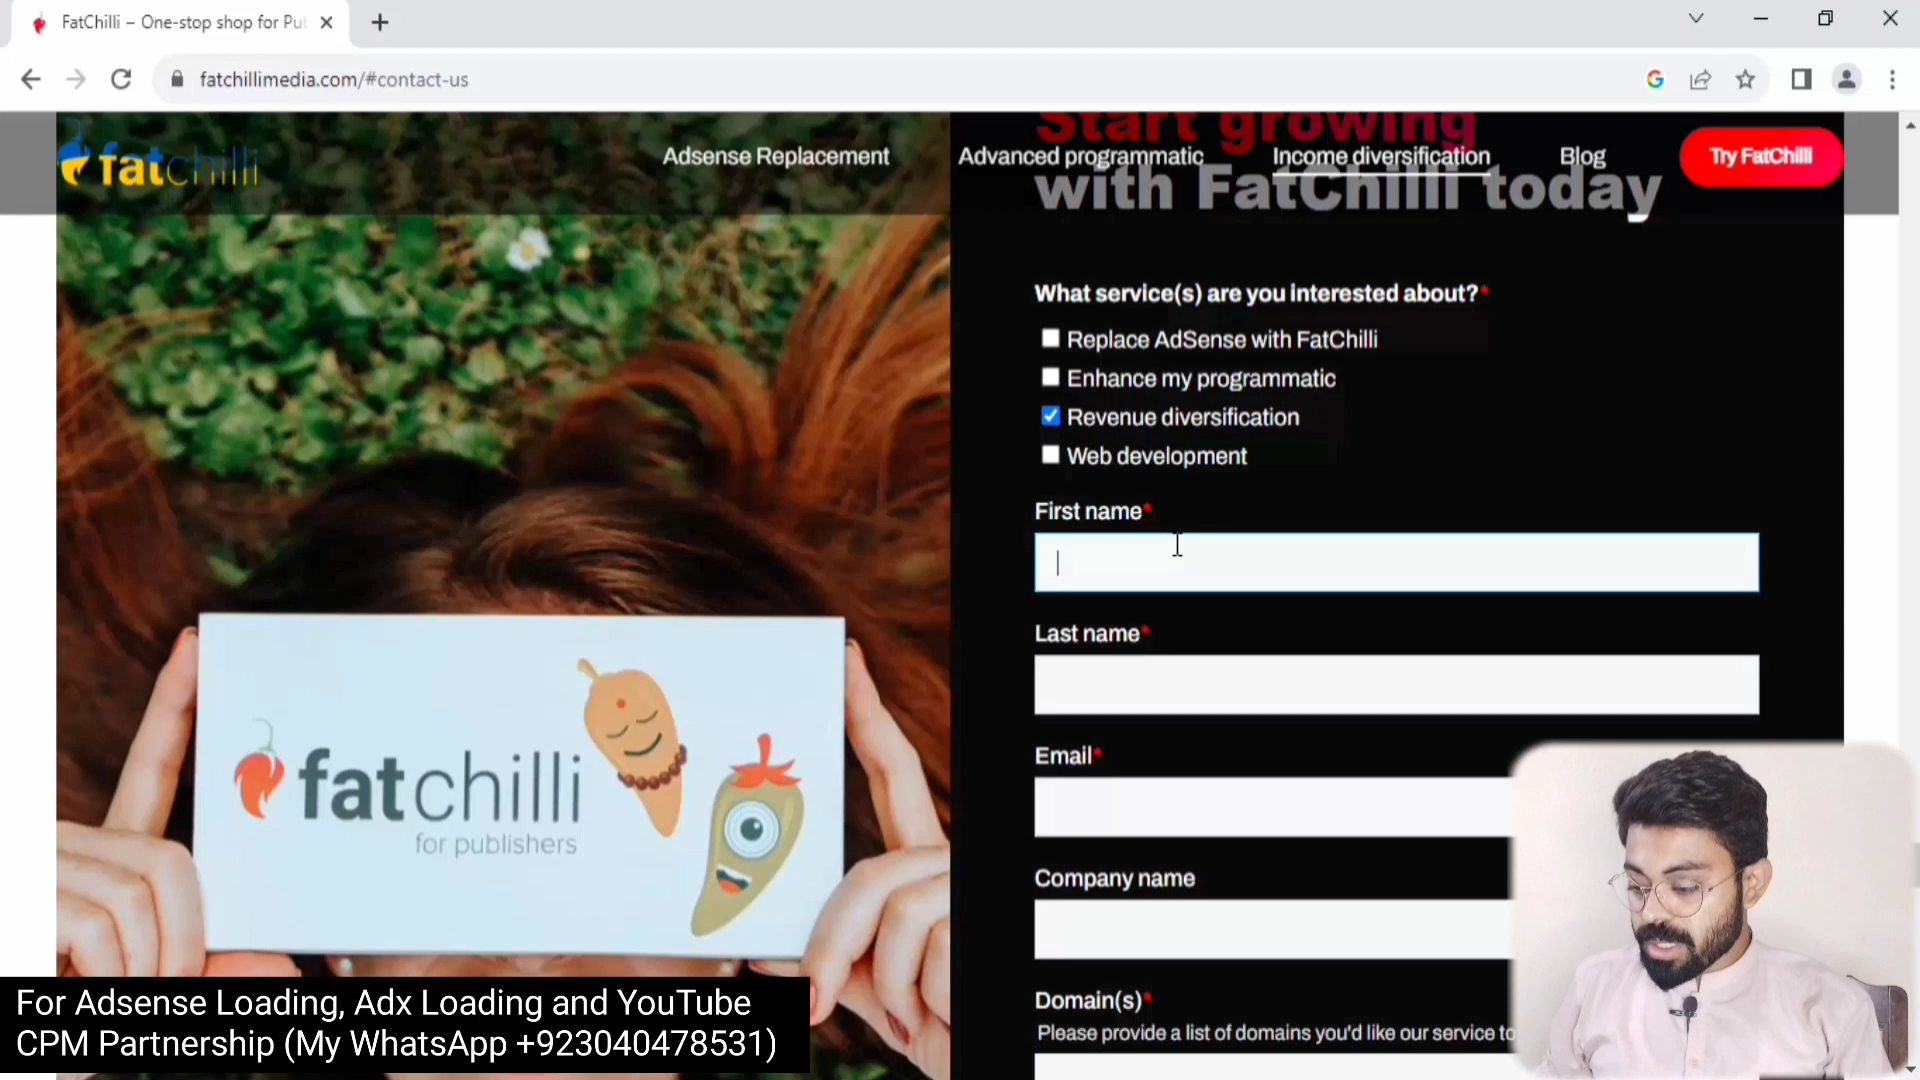 FatChilli – One-stop shop for Pu
fatchillimedia.com/#contact-us
fatchilli
Adsense Replacement
Advanced programmatic
Income diversification
Blog
Try FatChilli
Start growing
with FatChilli today
What service(s) are you interested about?*
Replace AdSense with FatChilli
Enhance my programmatic
Revenue diversification
Web development
First name*
Last name*
Email*
Company name
Domain(s)*
Please provide a list of domains you'd like our service to
fatchilli
for publishers
For Adsense Loading, Adx Loading and YouTube
CPM Partnership (My WhatsApp +923040478531)